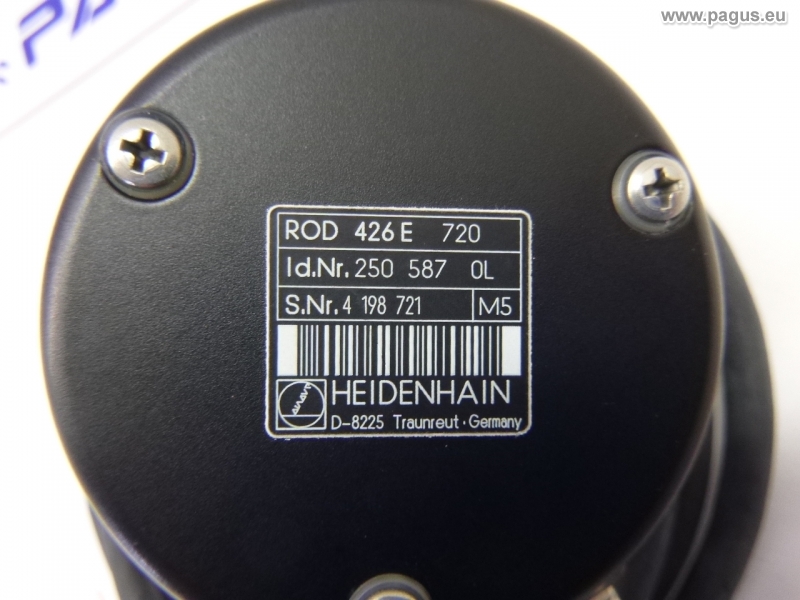 www.pagus.eu
PA
ROD 426 E 720
Id.Nr. 250 587 0L
S.Nr. 4 198 721 M5
HEIDENHAIN
D-8225 Traunreut · Germany